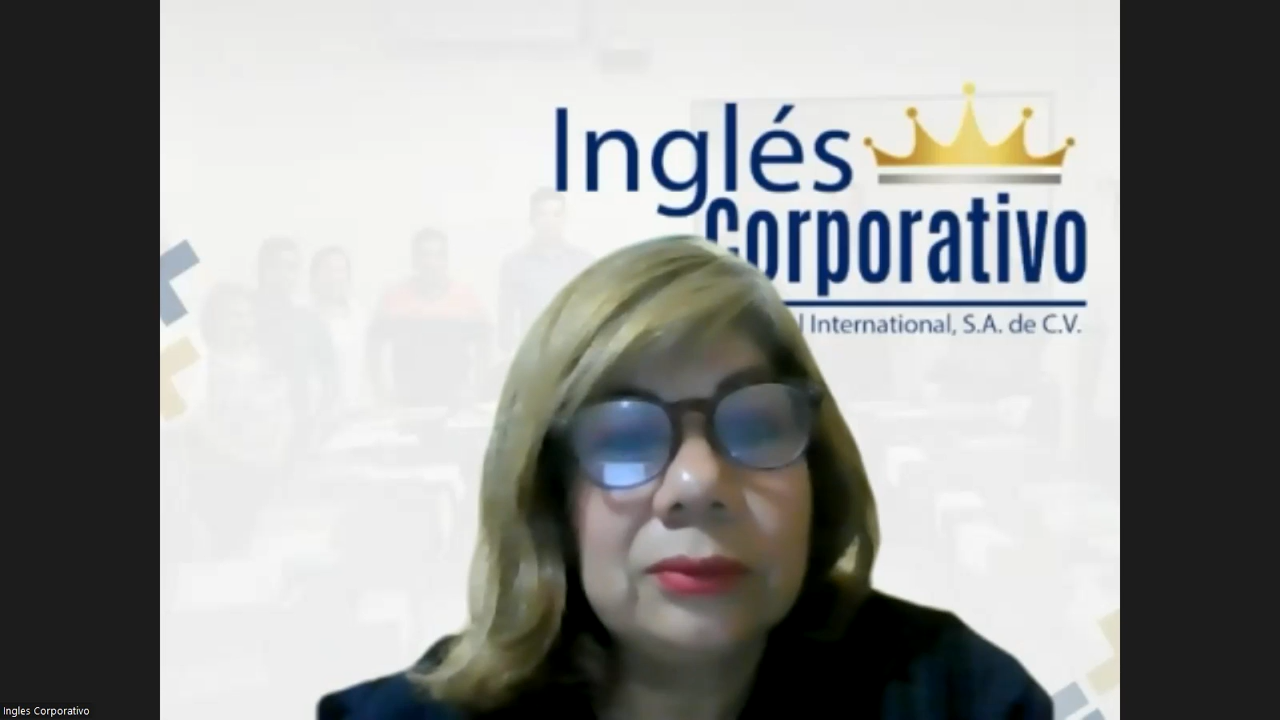 Inglés
Corporativo
l International, S.A. de C.V.
Ingles Corporativo